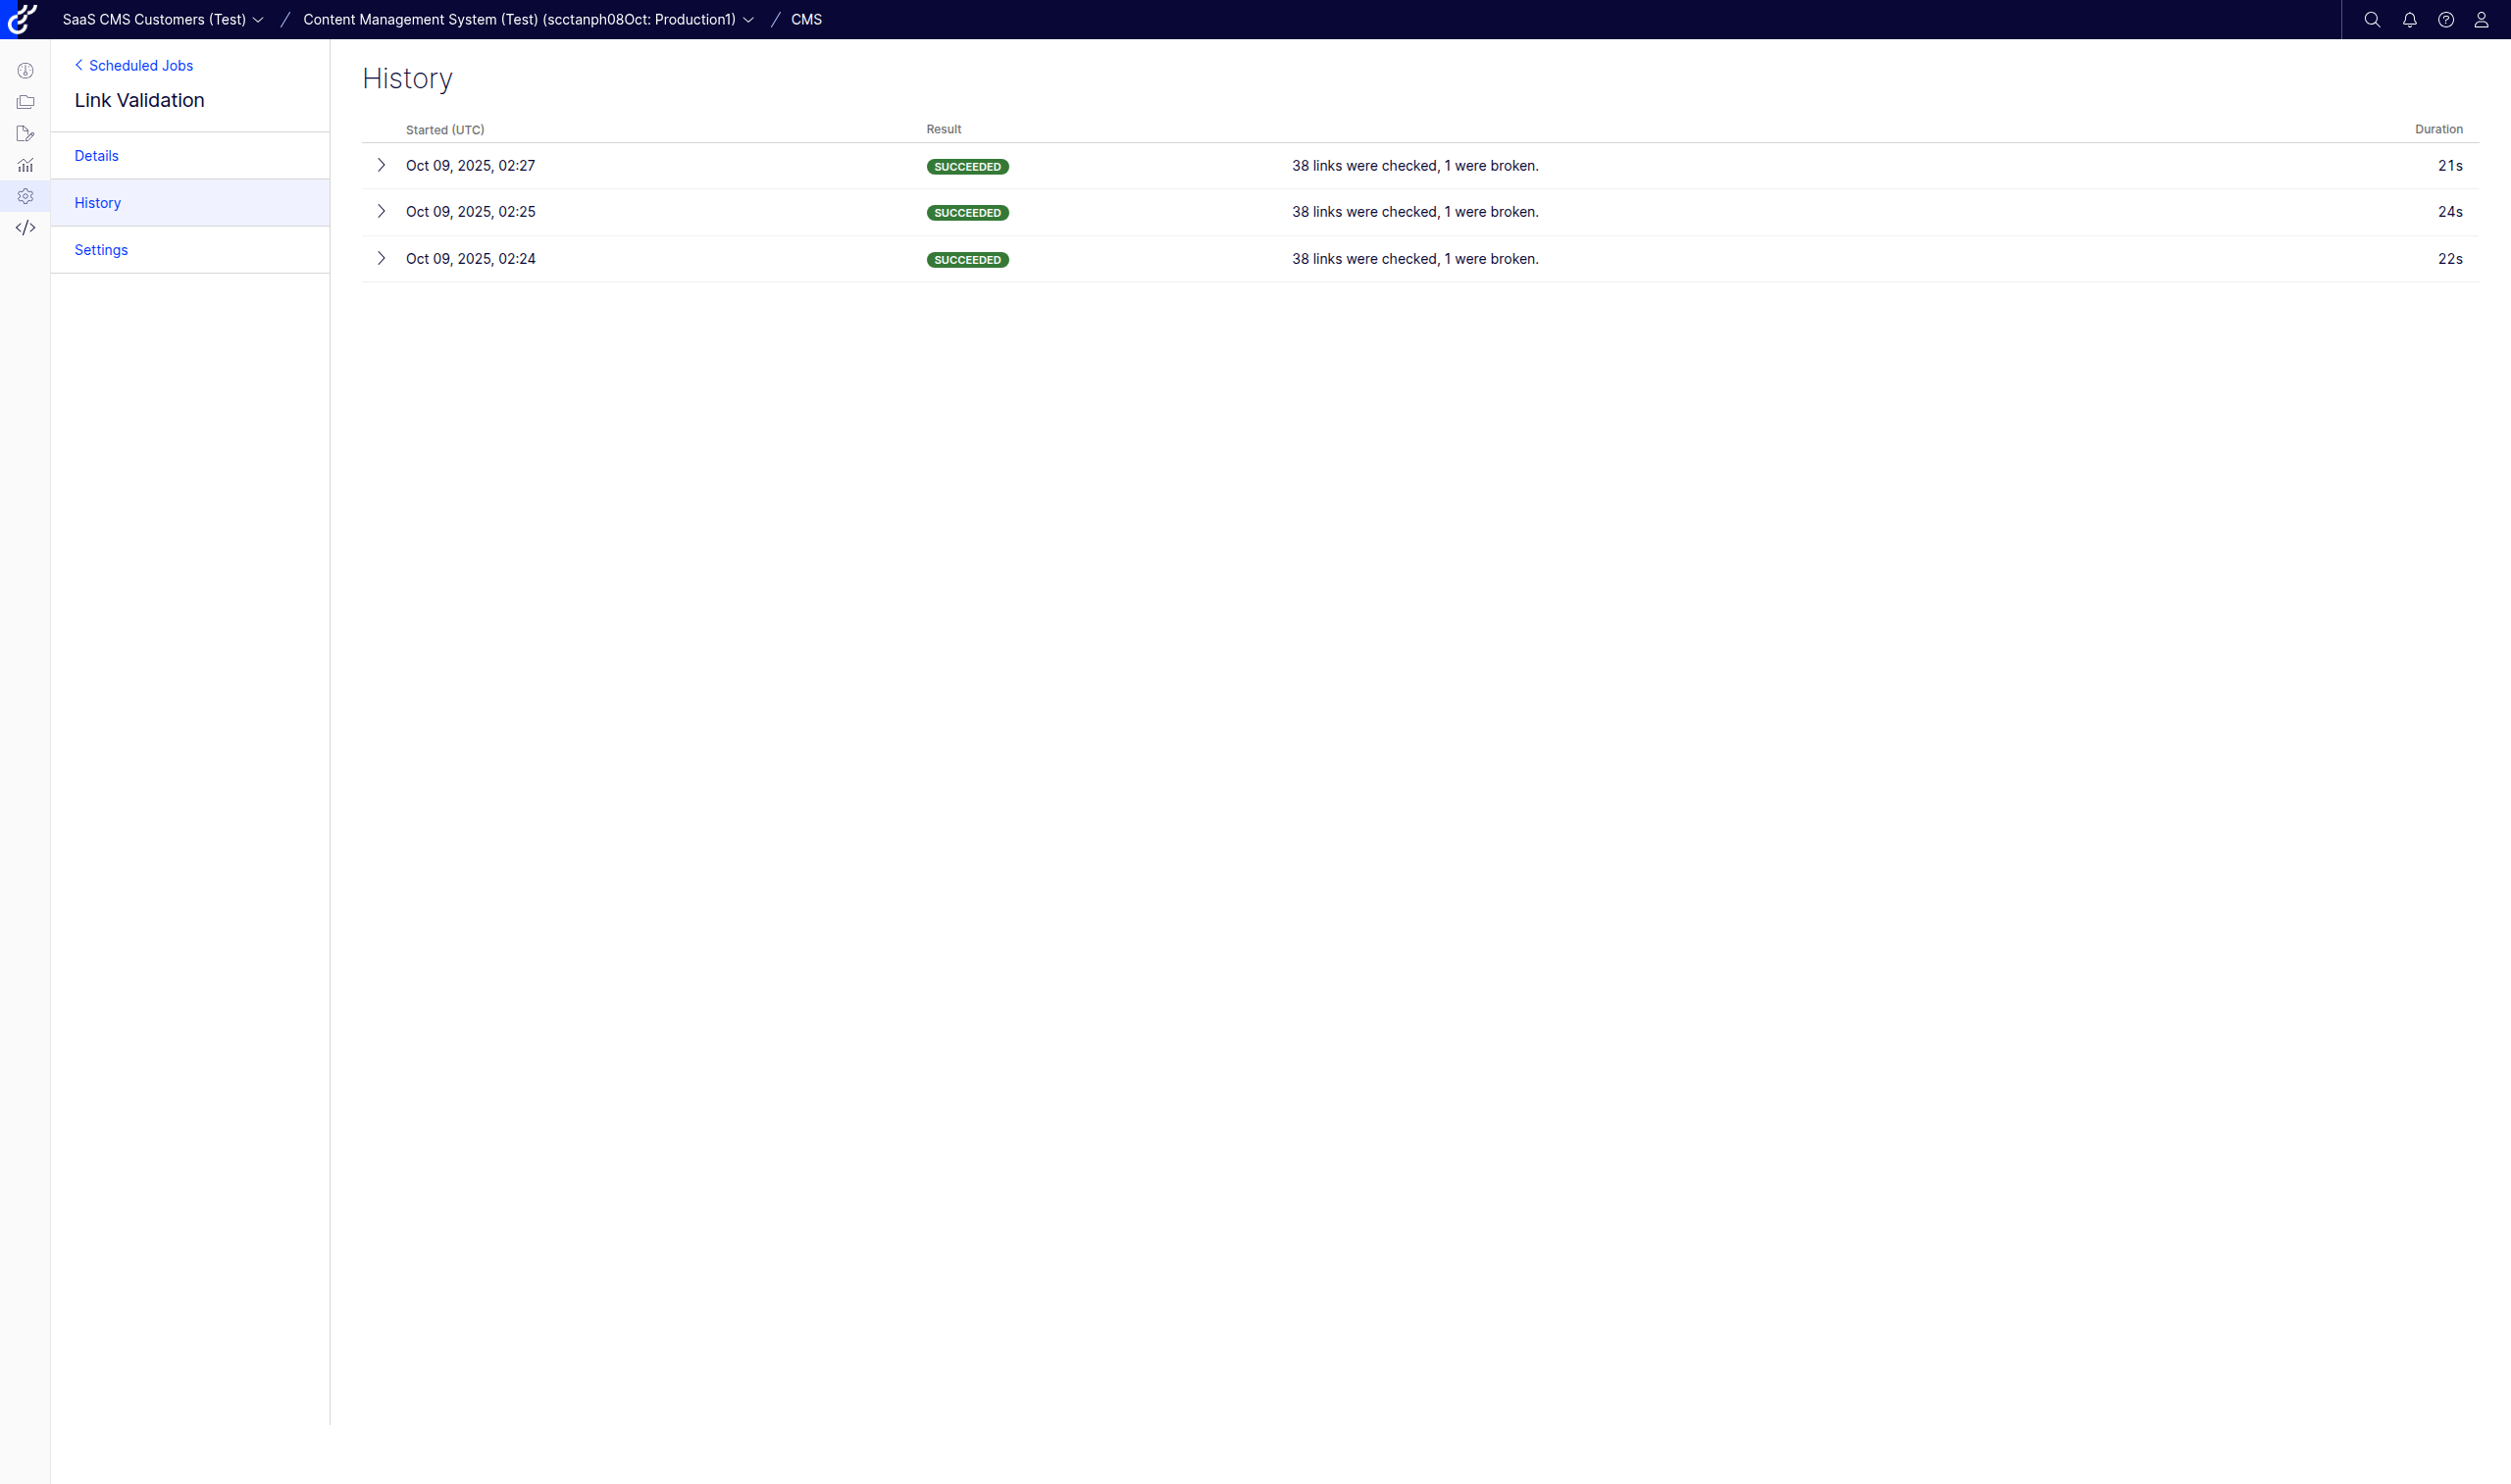 SaaS CMS Customers (Test) / Content Management System (Test) (scctanph08Oct: Production1) / CMS
Scheduled Jobs
Link Validation
Details
History
Settings
History
Started (UTC) Result Duration
Oct 09, 2025, 02:27 SUCCEEDED 38 links were checked, 1 were broken. 21s
Oct 09, 2025, 02:25 SUCCEEDED 38 links were checked, 1 were broken. 24s
Oct 09, 2025, 02:24 SUCCEEDED 38 links were checked, 1 were broken. 22s